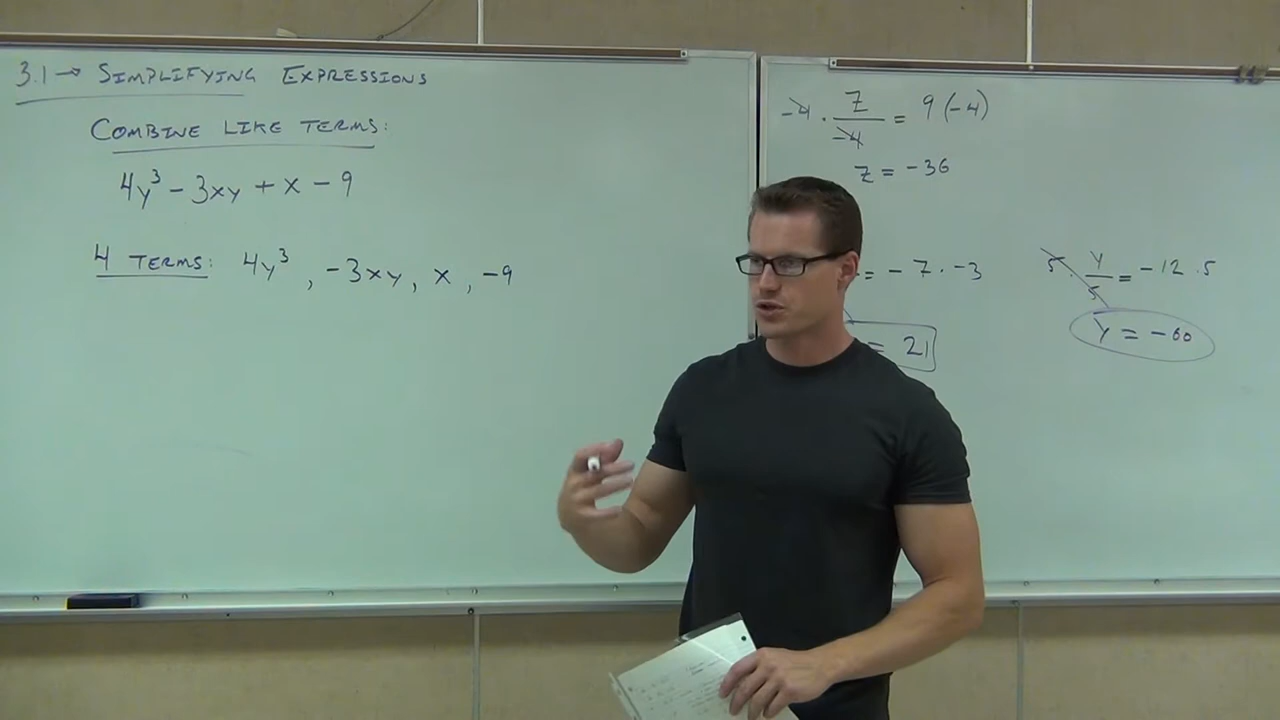 3.1 → SIMPLIFYING EXPRESSIONS
COMBINE LIKE TERMS:
4y³ - 3xy + x - 9
4 TERMS: 4y³ , -3xy, x , -9
-4 · z/-4 = 9(-4)
z = -36
= -7 · -3
= 21
5 · y/5 = -12 · 5
y = -60